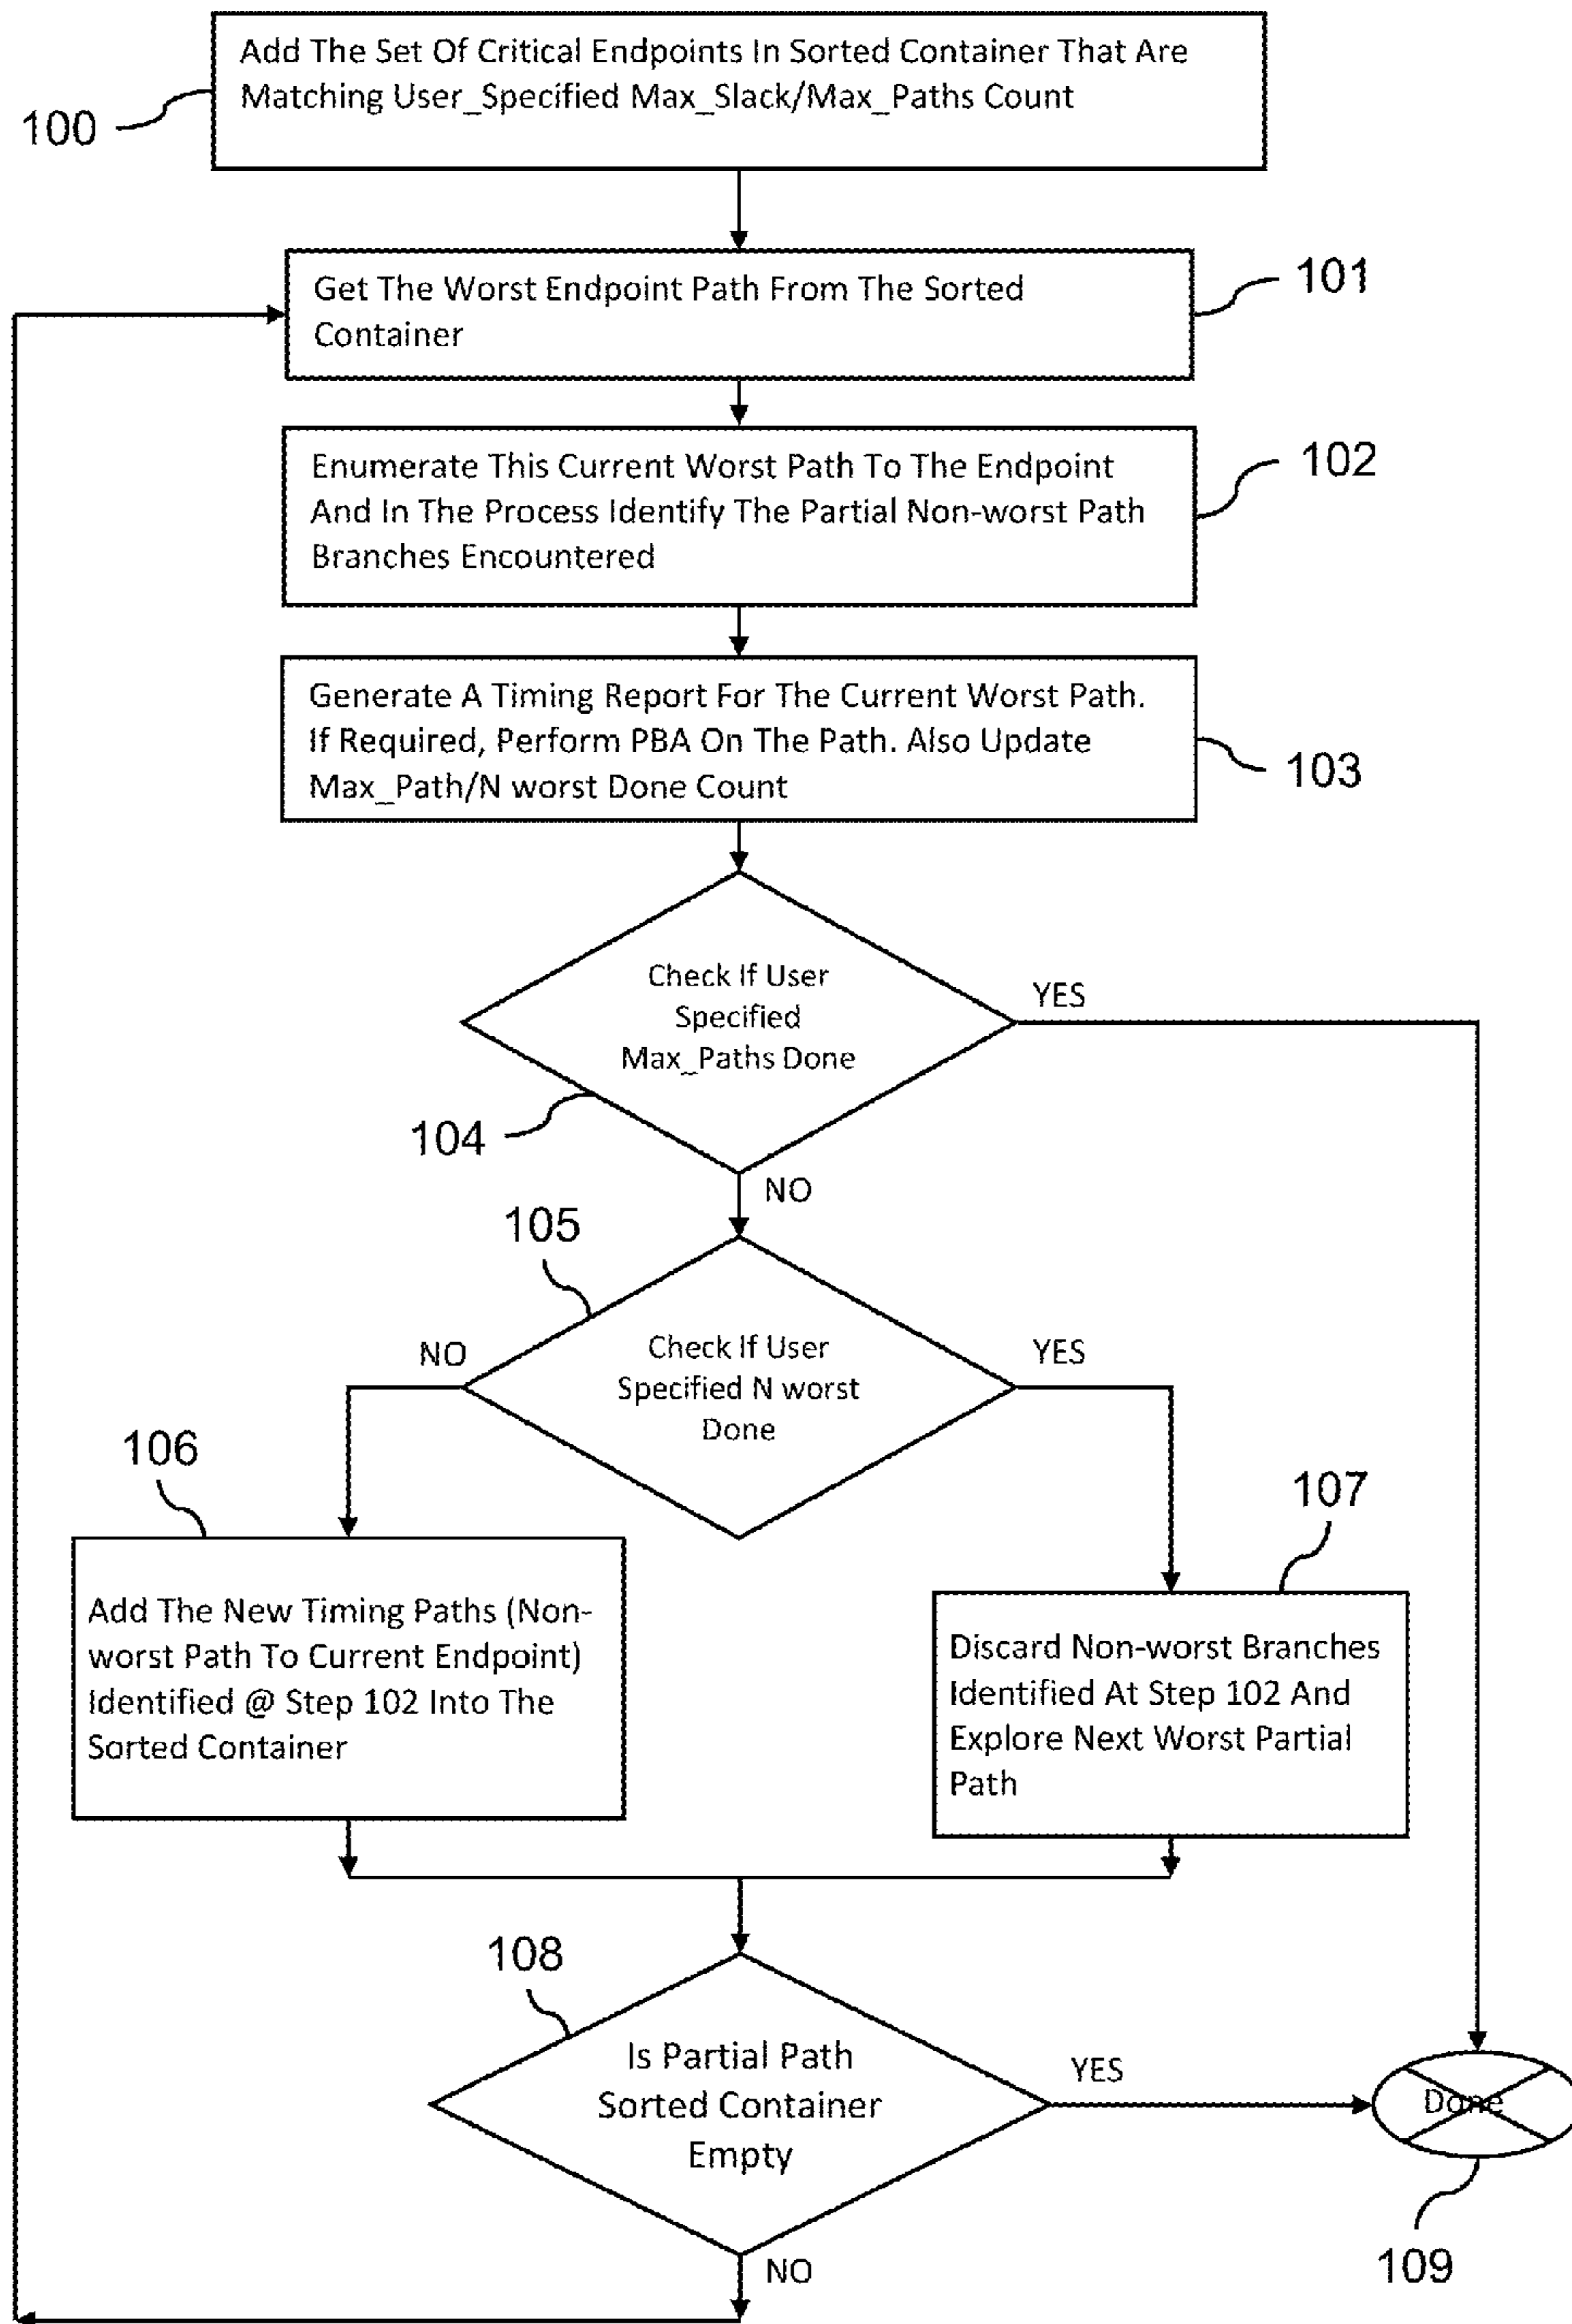 Add The Set Of Critical Endpoints In Sorted Container That Are
Matching User_Specified Max_Slack/Max_Paths Count
100
Get The Worst Endpoint Path From The Sorted
Container
101
Enumerate This Current Worst Path To The Endpoint
And In The Process Identify The Partial Non-worst Path
Branches Encountered
102
Generate A Timing Report For The Current Worst Path.
If Required, Perform PBA On The Path. Also Update
Max_Path/N worst Done Count
103
Check If User
Specified
Max_Paths Done
YES
104
NO
105
Check If User
Specified N worst
Done
NO
YES
106
107
Add The New Timing Paths (Non-
worst Path To Current Endpoint)
Identified @ Step 102 Into The
Sorted Container
Discard Non-worst Branches
Identified At Step 102 And
Explore Next Worst Partial
Path
108
Is Partial Path
Sorted Container
Empty
YES
Done
NO
109